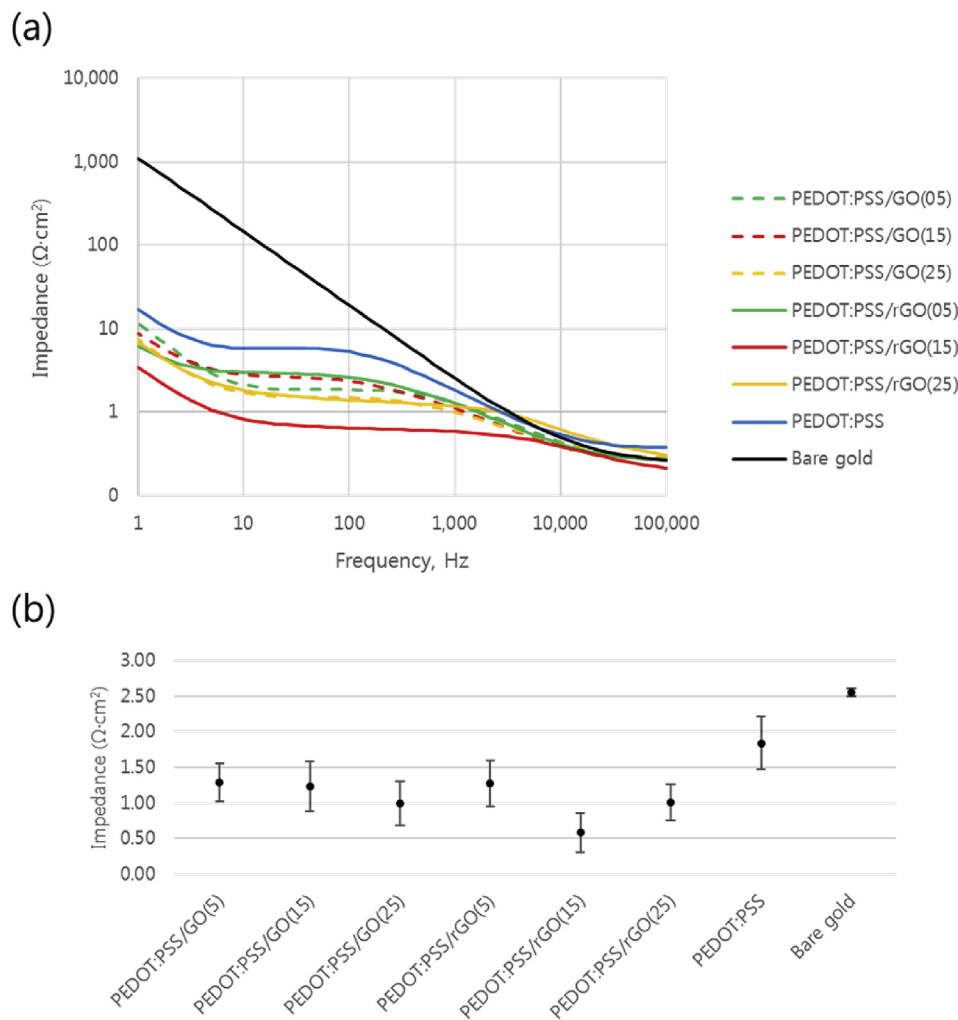 (a)
10,000
1,000
100
10
1
0
Impedance (Ω·cm²)
1 10 100 1,000 10,000 100,000
Frequency, Hz
PEDOT:PSS/GO(05)
PEDOT:PSS/GO(15)
PEDOT:PSS/GO(25)
PEDOT:PSS/rGO(05)
PEDOT:PSS/rGO(15)
PEDOT:PSS/rGO(25)
PEDOT:PSS
Bare gold
(b)
3.00
2.50
2.00
1.50
1.00
0.50
0.00
Impedance (Ω·cm²)
PEDOT:PSS/GO(5)
PEDOT:PSS/GO(15)
PEDOT:PSS/GO(25)
PEDOT:PSS/rGO(5)
PEDOT:PSS/rGO(15)
PEDOT:PSS/rGO(25)
PEDOT:PSS
Bare gold